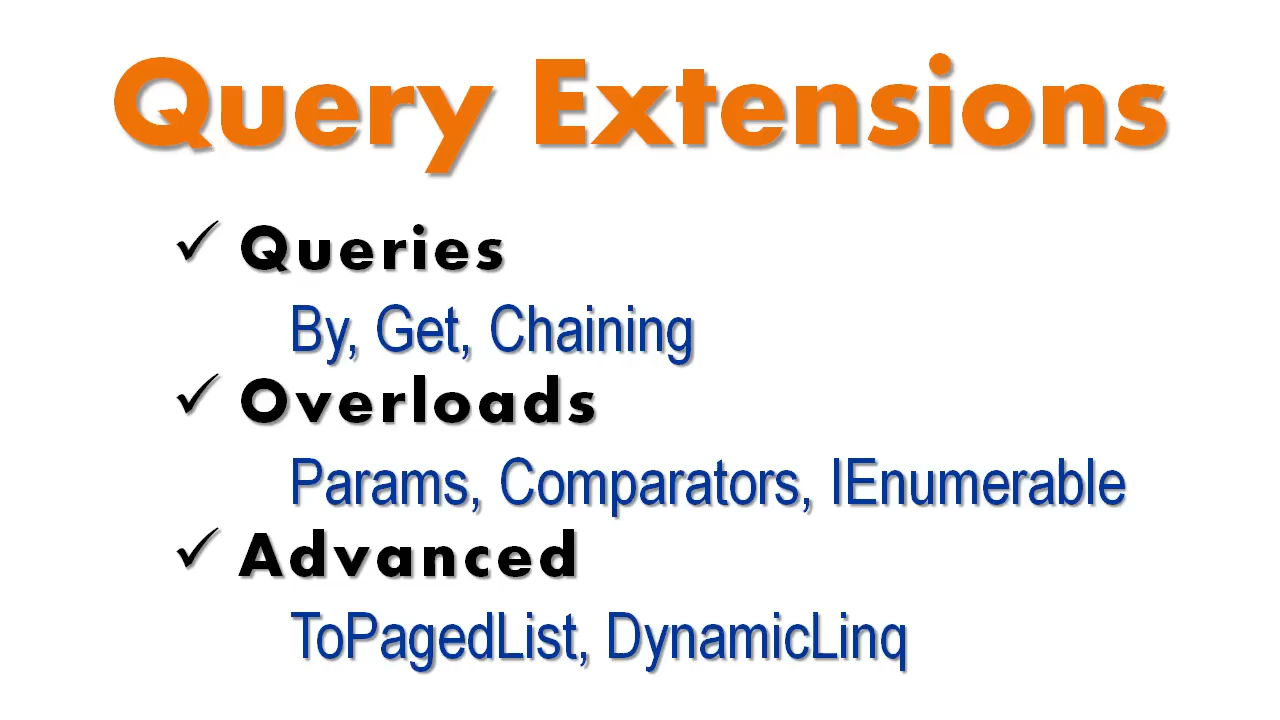 Query Extensions
✓ Queries
By, Get, Chaining
✓ Overloads
Params, Comparators, IEnumerable
✓ Advanced
ToPagedList, DynamicLinq